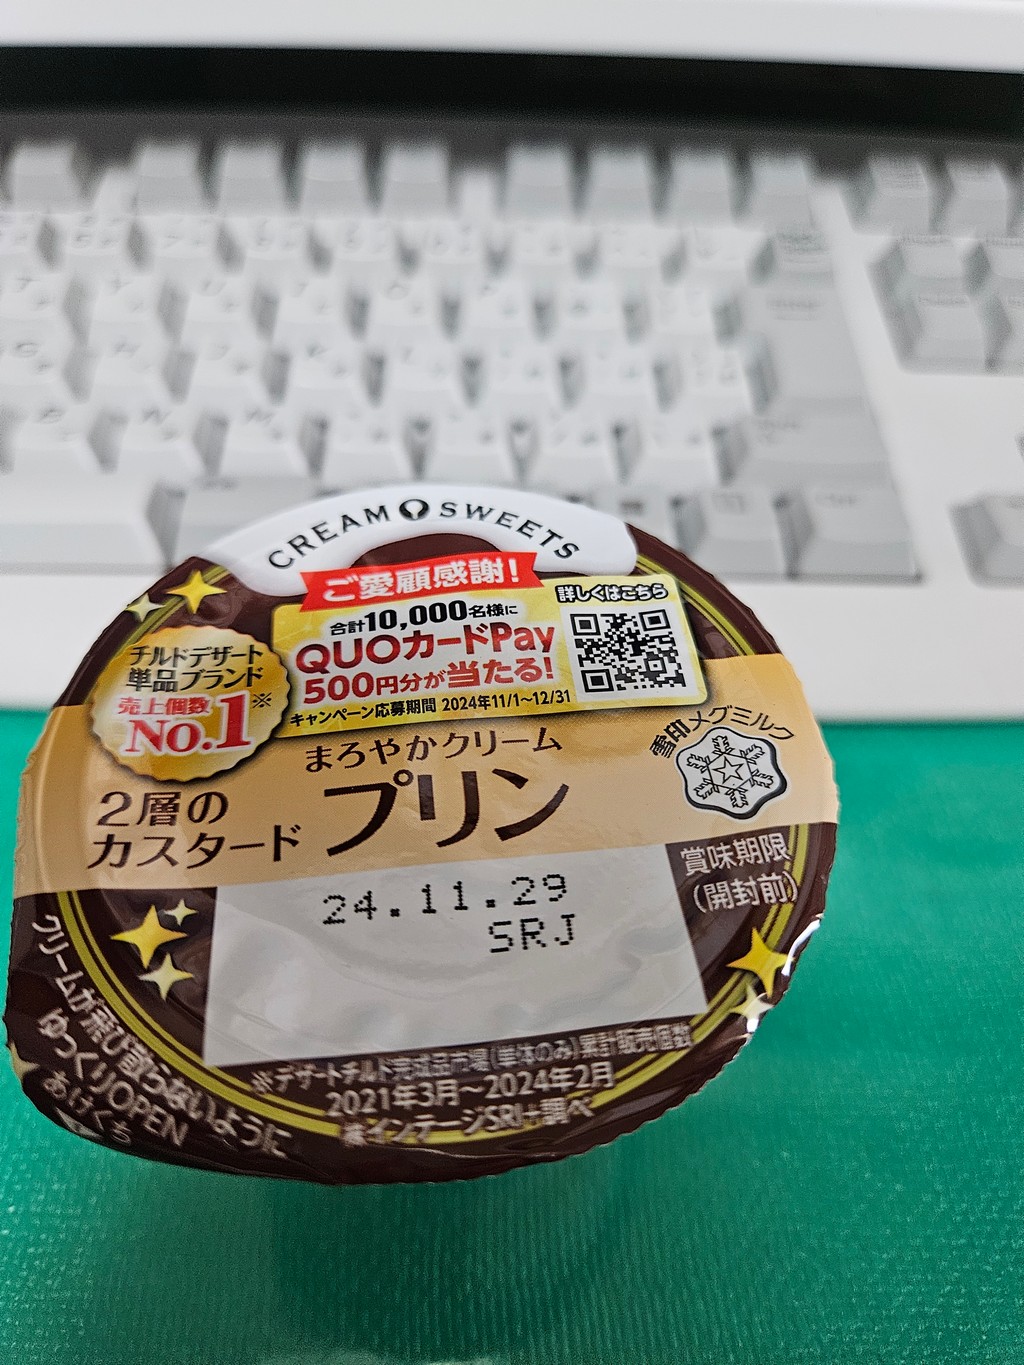 CREAM SWEETS
ご愛顧感謝!
合計10,000名様に
QUOカードPay
500円分が当たる!
キャンペーン応募期間 2024年11/1~12/31
詳しくはこちら
チルドデザート
単品ブランド
売上個数※
No.1
まろやかクリーム
プリン
2層の
カスタード
雪印メグミルク
賞味期限
(開封前)
24.11.29
SRJ
※デザートチルド完成品市場(単体のみ)累計販売個数
2021年3月~2024年2月
㈱インテージSRI+調べ
クリームが飛び散らないように
ゆっくりOPEN
あけくち